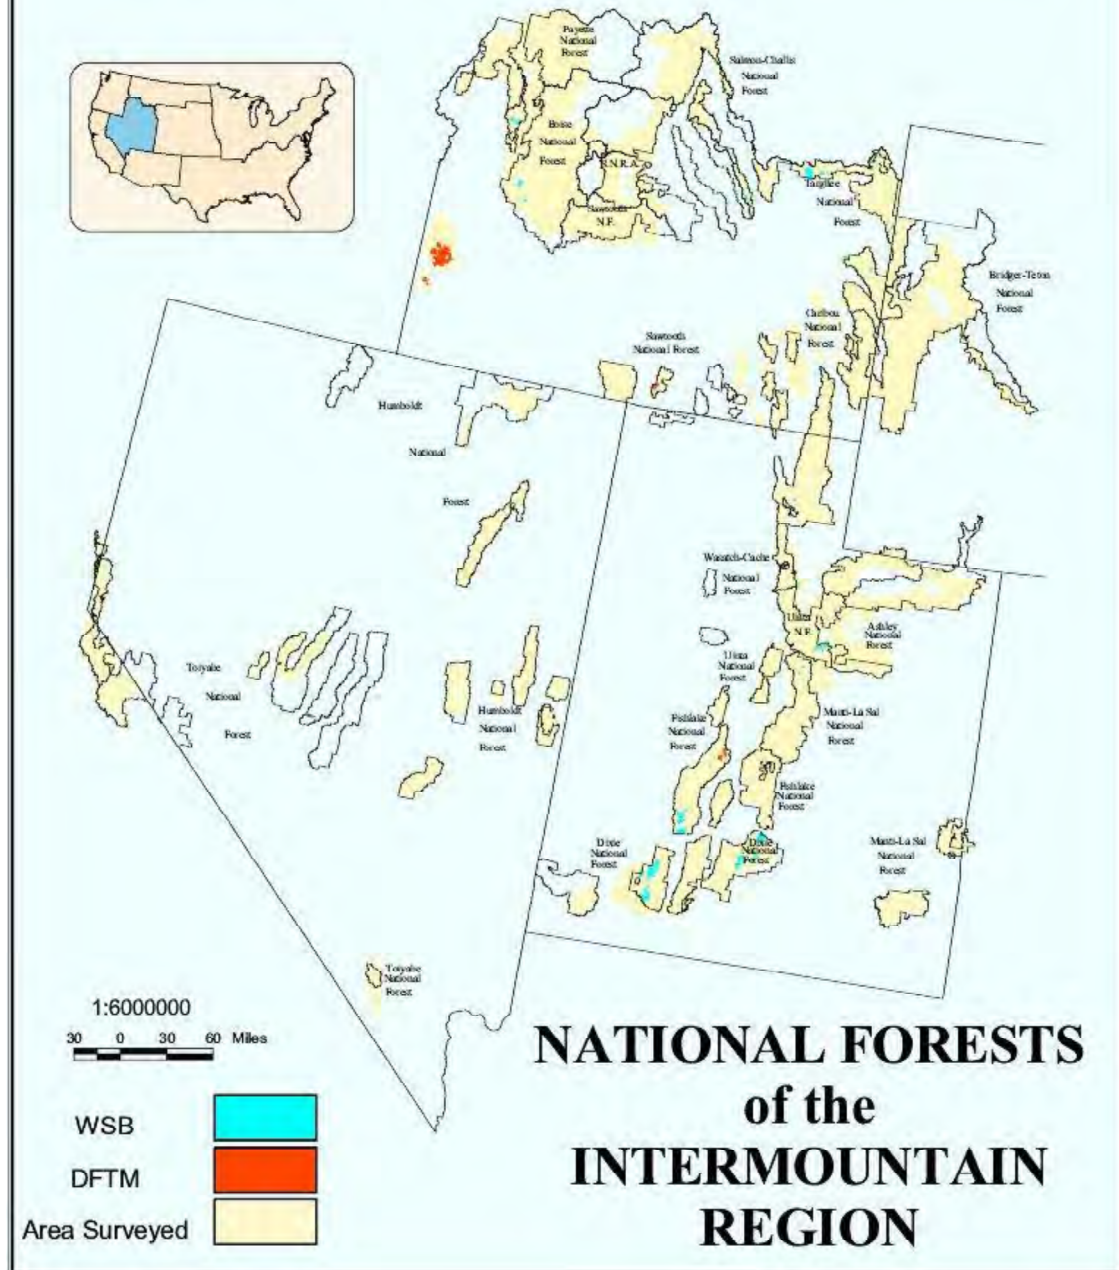 Payette
National
Forest
Salmon-Challis
National
Forest
Boise
National
Forest
S.N.R.A.
Sawtooth
N.F.
Targhee
National
Forest
Bridger-Teton
National
Forest
Caribou
National
Forest
Sawtooth
National Forest
Humboldt
National
Forest
Wasatch-Cache
National
Forest
Uinta
N.F.
Ashley
National
Forest
Uinta
National
Forest
Toiyabe
National
Forest
Humboldt
National
Forest
Fishlake
National
Forest
Manti-La Sal
National
Forest
Fishlake
National
Forest
Dixie
National
Forest
Dixie
National
Forest
Manti-La Sal
National
Forest
Toiyabe
National
Forest
1:6000000
30 0 30 60 Miles
WSB
DFTM
Area Surveyed
NATIONAL FORESTS
of the
INTERMOUNTAIN
REGION